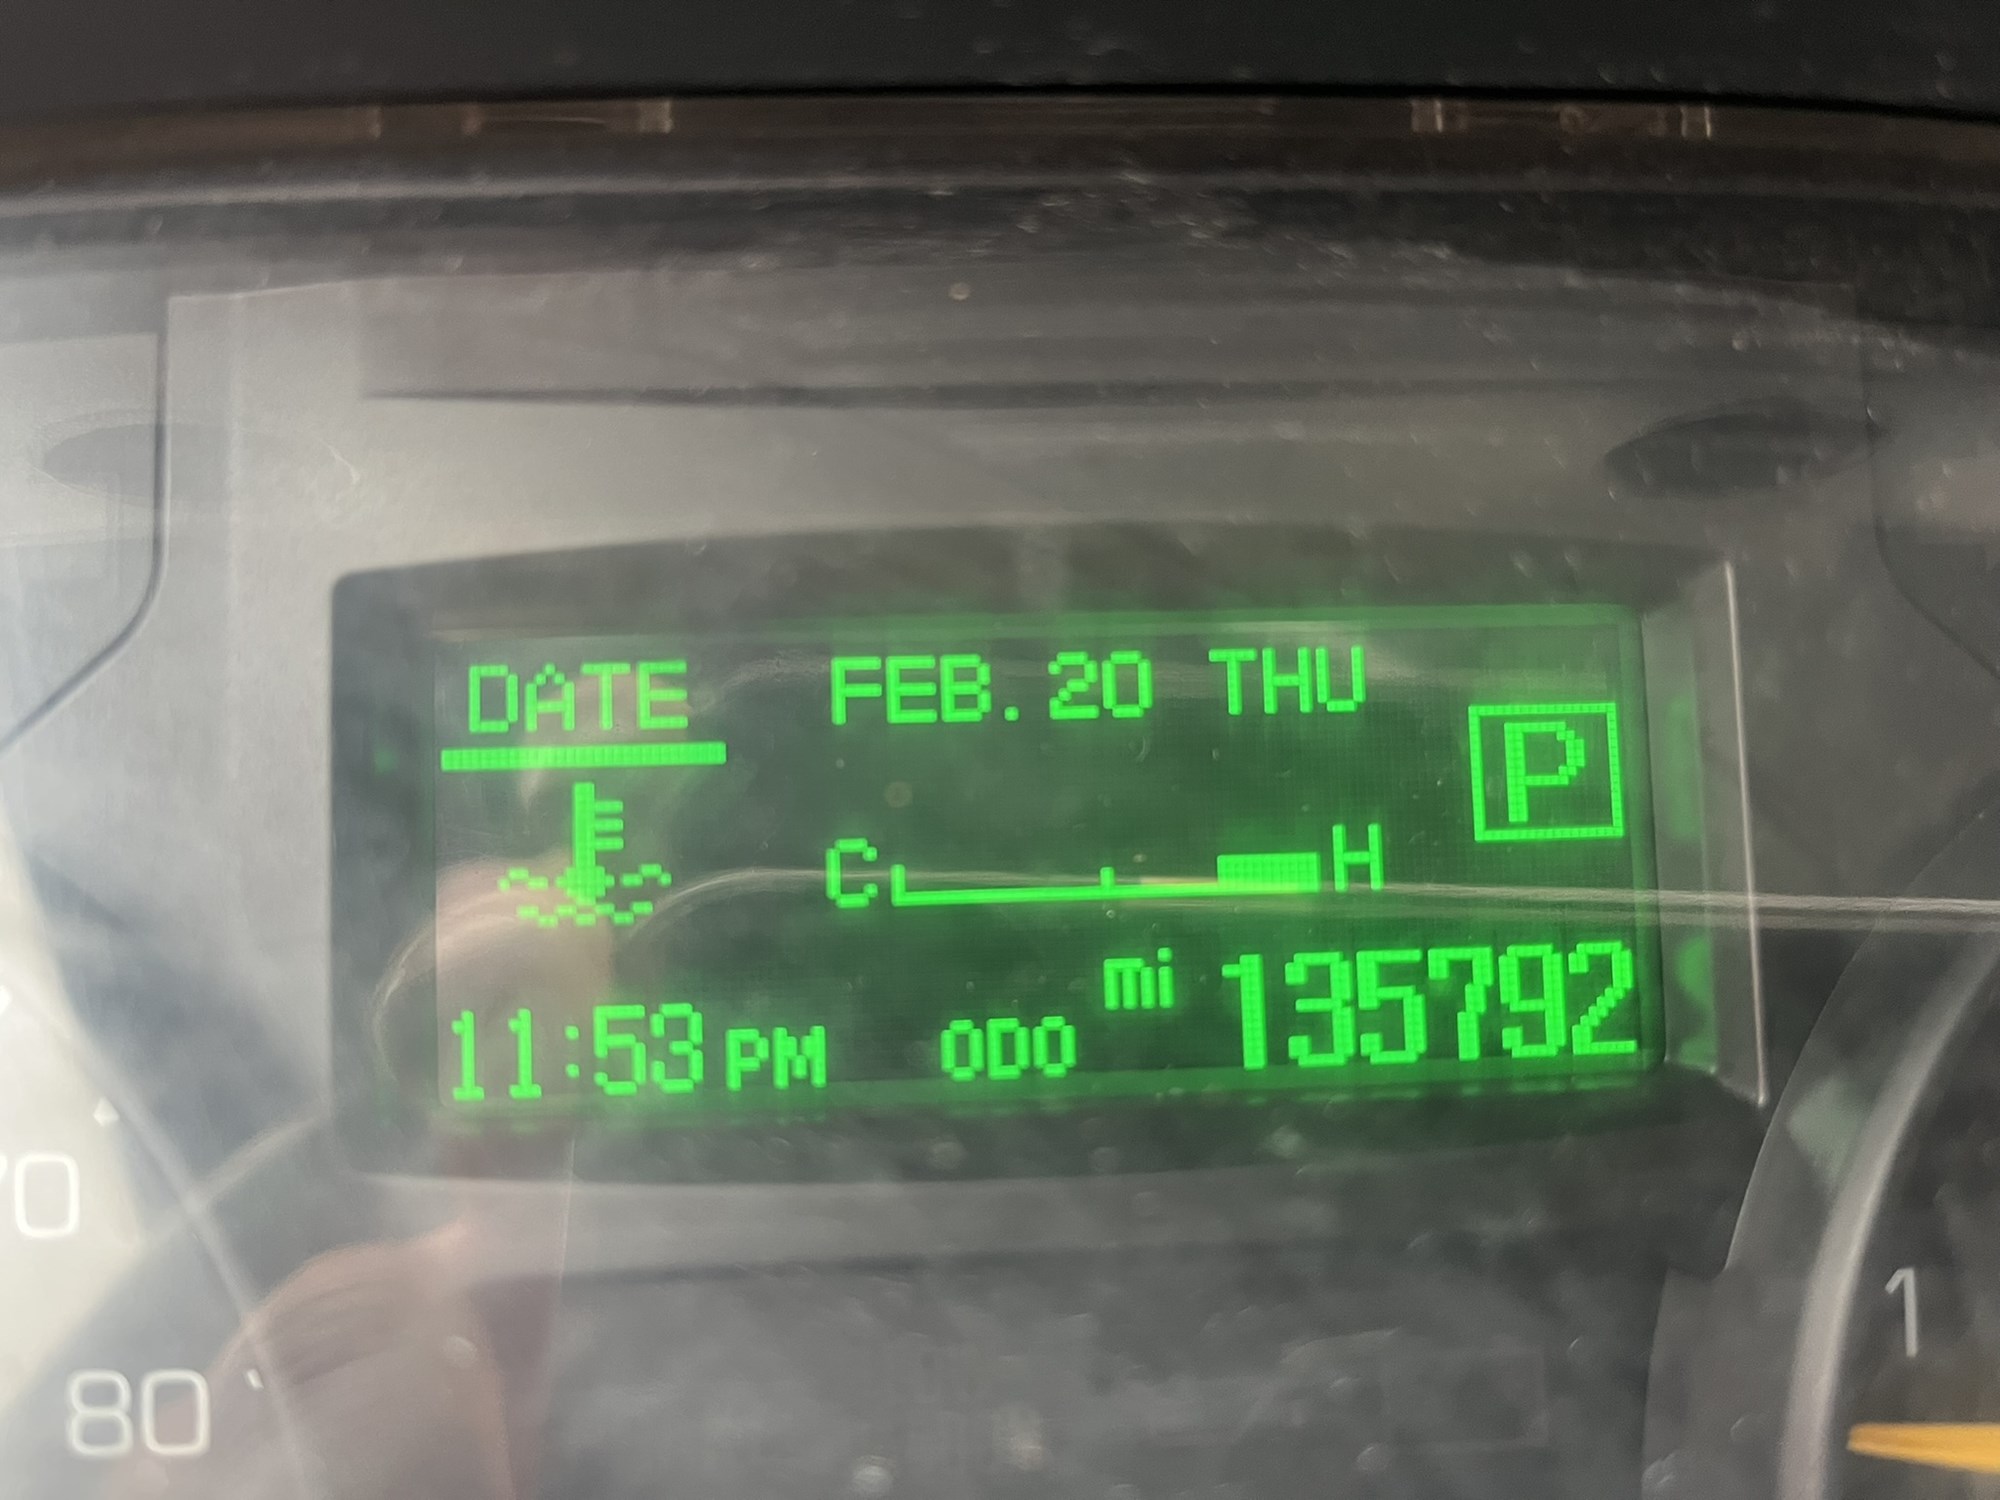 DATE FEB. 20 THU
P
C H
mi 135792
11:53 PM ODO
70
80
1